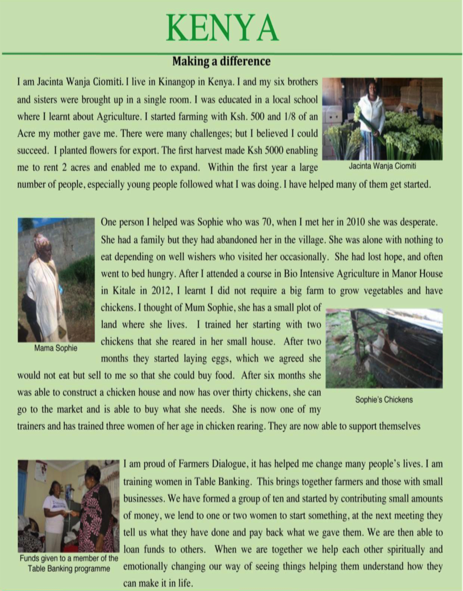 KENYA
Making a difference
I am Jacinta Wanja Ciomiti. I live in Kinangop in Kenya. I and my six brothers
and sisters were brought up in a single room. I was educated in a local school
where I learnt about Agriculture. I started farming with Ksh. 500 and 1/8 of an
Acre my mother gave me. There were many challenges; but I believed I could
succeed. I planted flowers for export. The first harvest made Ksh 5000 enabling
me to rent 2 acres and enabled me to expand. Within the first year a large
number of people, especially young people followed what I was doing. I have helped many of them get started.
Jacinta Wanja Ciomiti
One person I helped was Sophie who was 70, when I met her in 2010 she was desperate.
She had a family but they had abandoned her in the village. She was alone with nothing to
eat depending on well wishers who visited her occasionally. She had lost hope, and often
went to bed hungry. After I attended a course in Bio Intensive Agriculture in Manor House
in Kitale in 2012, I learnt I did not require a big farm to grow vegetables and have
chickens. I thought of Mum Sophie, she has a small plot of
land where she lives. I trained her starting with two
chickens that she reared in her small house. After two
months they started laying eggs, which we agreed she
would not eat but sell to me so that she could buy food. After six months she
was able to construct a chicken house and now has over thirty chickens, she can
go to the market and is able to buy what she needs. She is now one of my
trainers and has trained three women of her age in chicken rearing. They are now able to support themselves
Mama Sophie
Sophie's Chickens
I am proud of Farmers Dialogue, it has helped me change many people's lives. I am
training women in Table Banking. This brings together farmers and those with small
businesses. We have formed a group of ten and started by contributing small amounts
of money, we lend to one or two women to start something, at the next meeting they
tell us what they have done and pay back what we gave them. We are then able to
loan funds to others. When we are together we help each other spiritually and
emotionally changing our way of seeing things helping them understand how they
can make it in life.
Funds given to a member of the
Table Banking programme